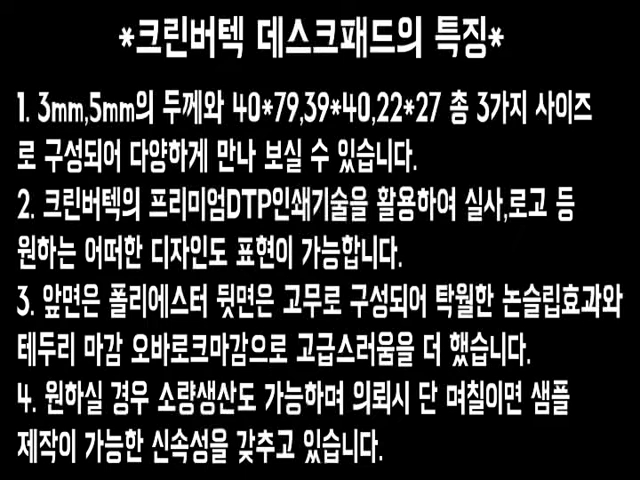 *크린버텍 데스크패드의 특징*
1. 3mm,5mm의 두께와 40*79,39*40,22*27 총 3가지 사이즈
로 구성되어 다양하게 만나 보실 수 있습니다.
2. 크린버텍의 프리미엄DTP인쇄기술을 활용하여 실사,로고 등
원하는 어떠한 디자인도 표현이 가능합니다.
3. 앞면은 폴리에스터 뒷면은 고무로 구성되어 탁월한 논슬립효과와
테두리 마감 오바로크마감으로 고급스러움을 더 했습니다.
4. 원하실 경우 소량생산도 가능하며 의뢰시 단 며칠이면 샘플
제작이 가능한 신속성을 갖추고 있습니다.